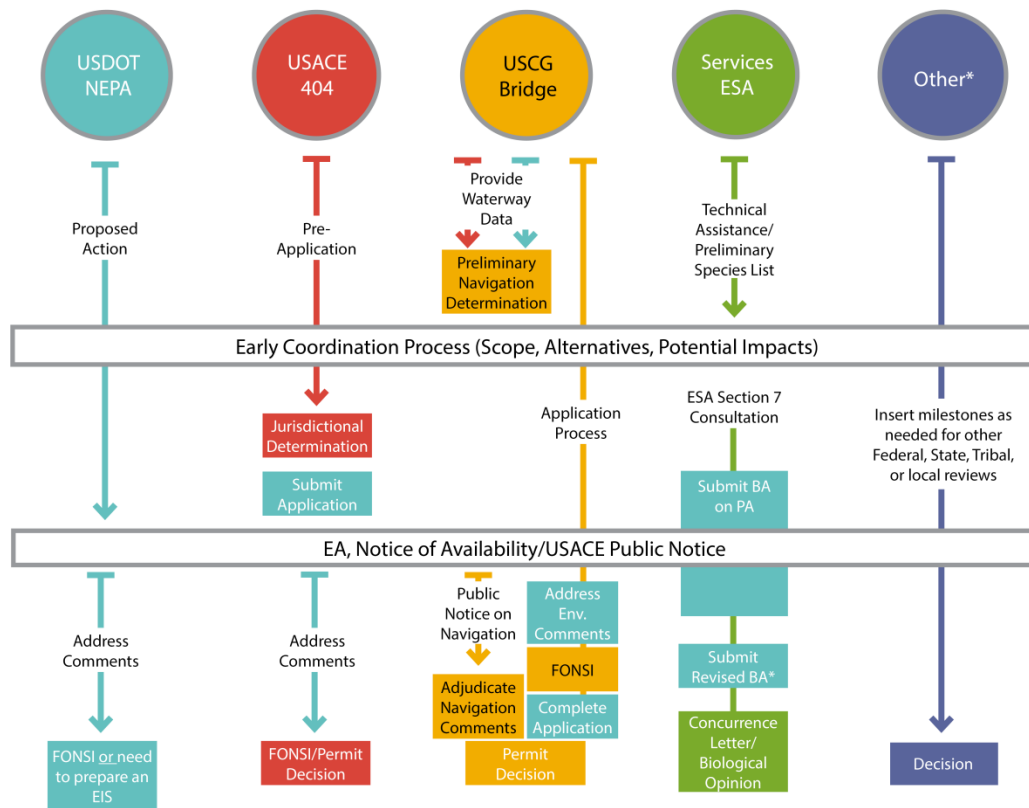 USDOT
NEPA
USACE
404
USCG
Bridge
Services
ESA
Other*
Proposed
Action
Pre-
Application
Provide
Waterway
Data
Preliminary
Navigation
Determination
Technical
Assistance/
Preliminary
Species List
Early Coordination Process (Scope, Alternatives, Potential Impacts)
Jurisdictional
Determination
Submit
Application
Application
Process
ESA Section 7
Consultation
Submit BA
on PA
Insert milestones as
needed for other
Federal, State, Tribal,
or local reviews
EA, Notice of Availability/USACE Public Notice
Address
Comments
FONSI or need
to prepare an
EIS
Address
Comments
FONSI/Permit
Decision
Public
Notice on
Navigation
Adjudicate
Navigation
Comments
Address
Env.
Comments
FONSI
Complete
Application
Permit
Decision
Submit
Revised BA*
Concurrence
Letter/
Biological
Opinion
Decision